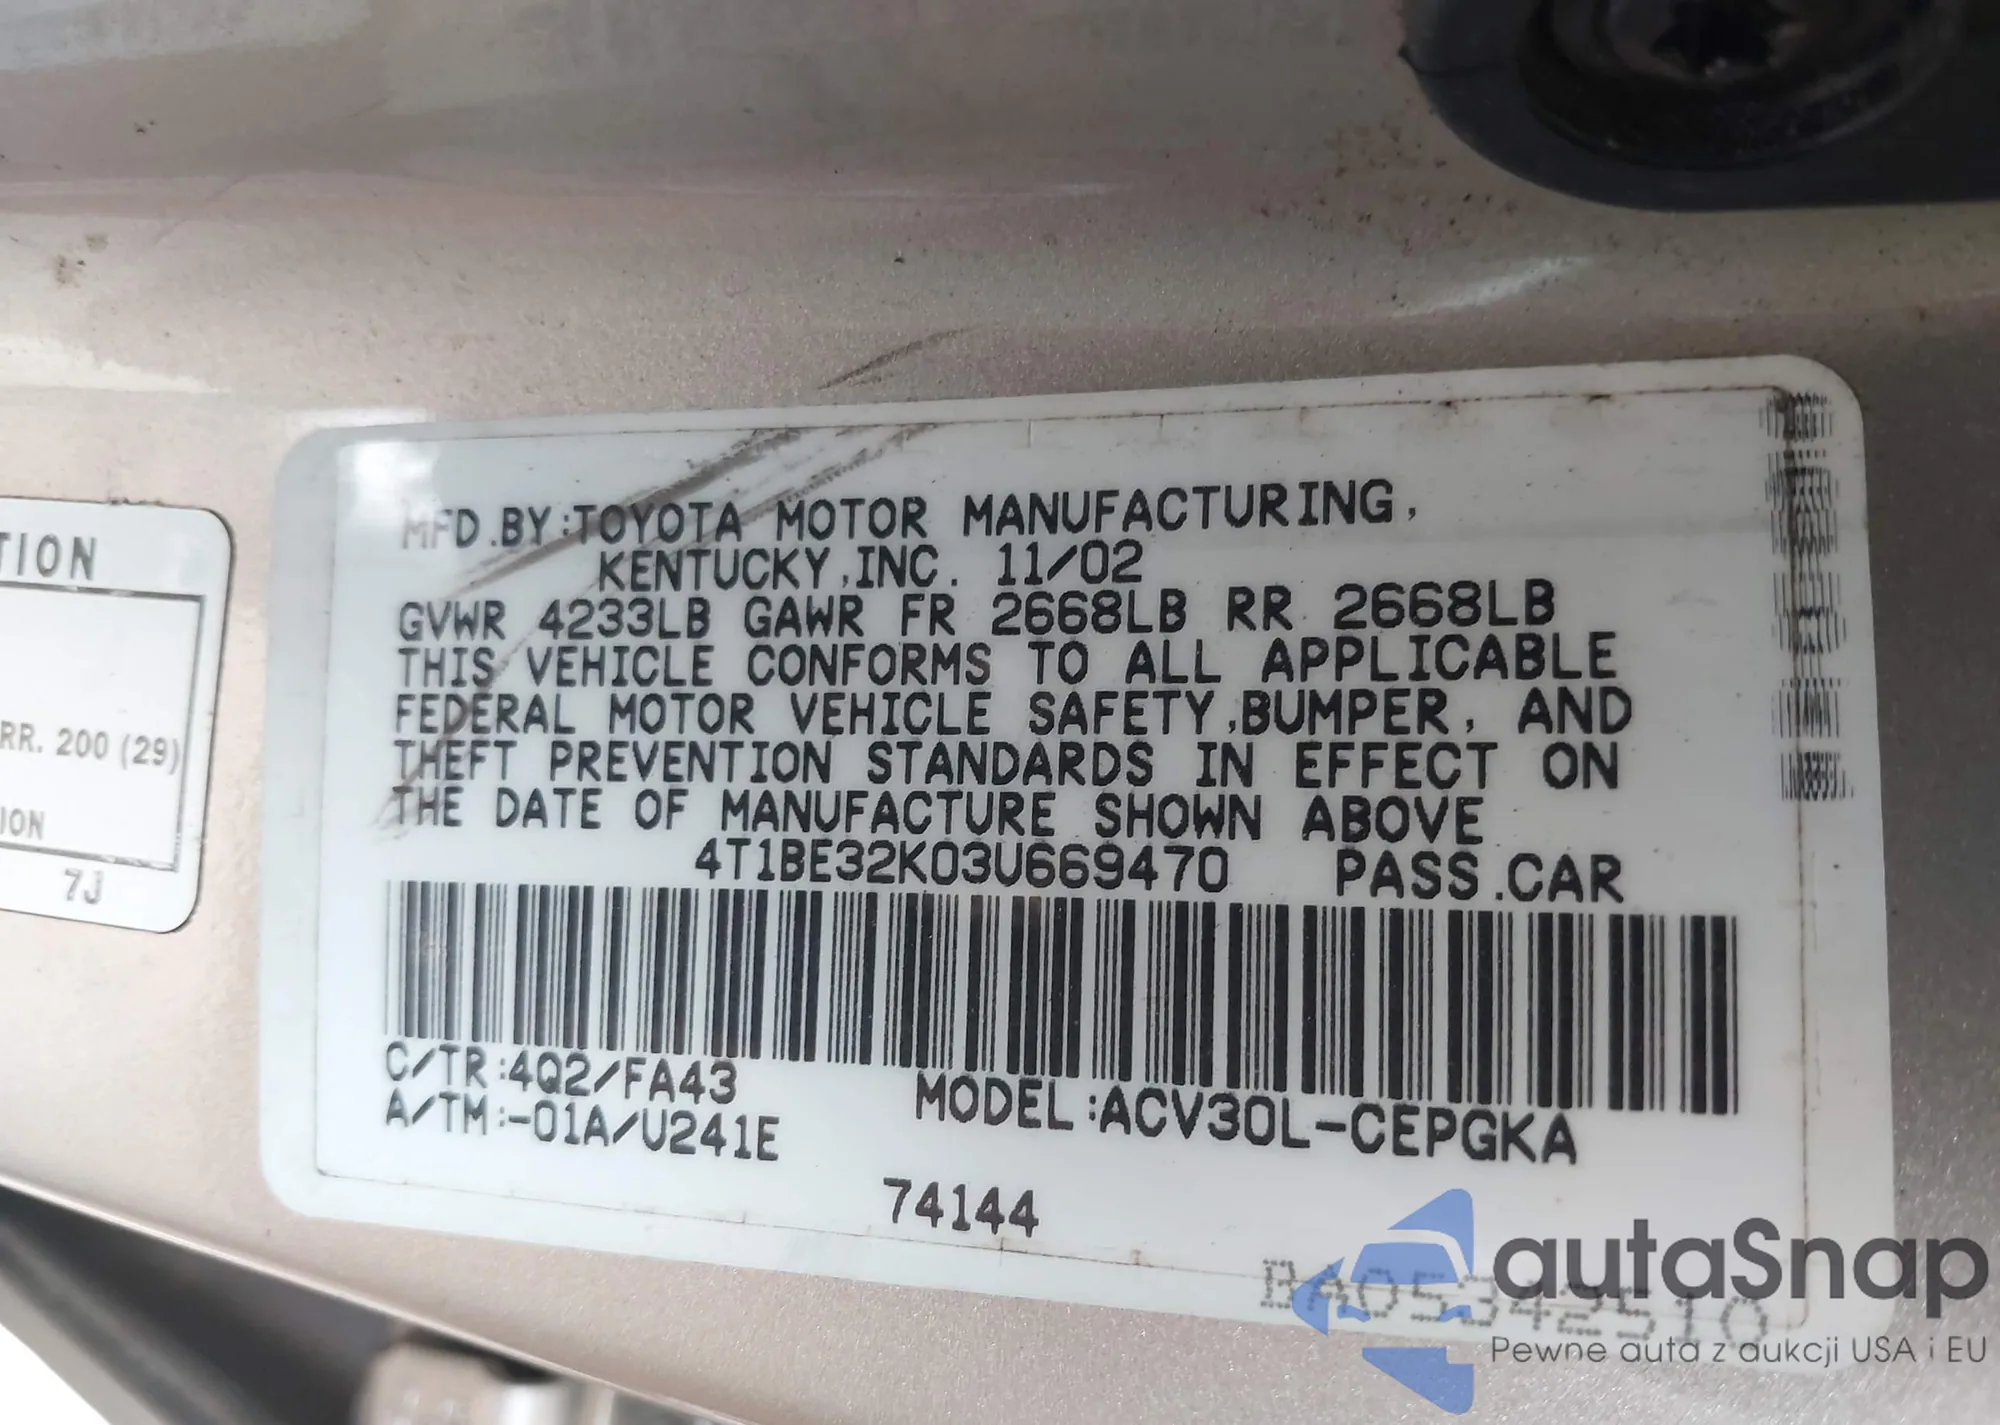 TION
RR. 200 (29)
ION
7J
MFD.BY:TOYOTA MOTOR MANUFACTURING,
KENTUCKY,INC. 11/02
GVWR 4233LB GAWR FR 2668LB RR 2668LB
THIS VEHICLE CONFORMS TO ALL APPLICABLE
FEDERAL MOTOR VEHICLE SAFETY,BUMPER, AND
THEFT PREVENTION STANDARDS IN EFFECT ON
THE DATE OF MANUFACTURE SHOWN ABOVE
4T1BE32K03U669470 PASS.CAR
C/TR:4Q2/FA43
A/TM:-01A/U241E
MODEL:ACV30L-CEPGKA
74144
BA05342510
autaSnap
Pewne auta z aukcji USA i EU